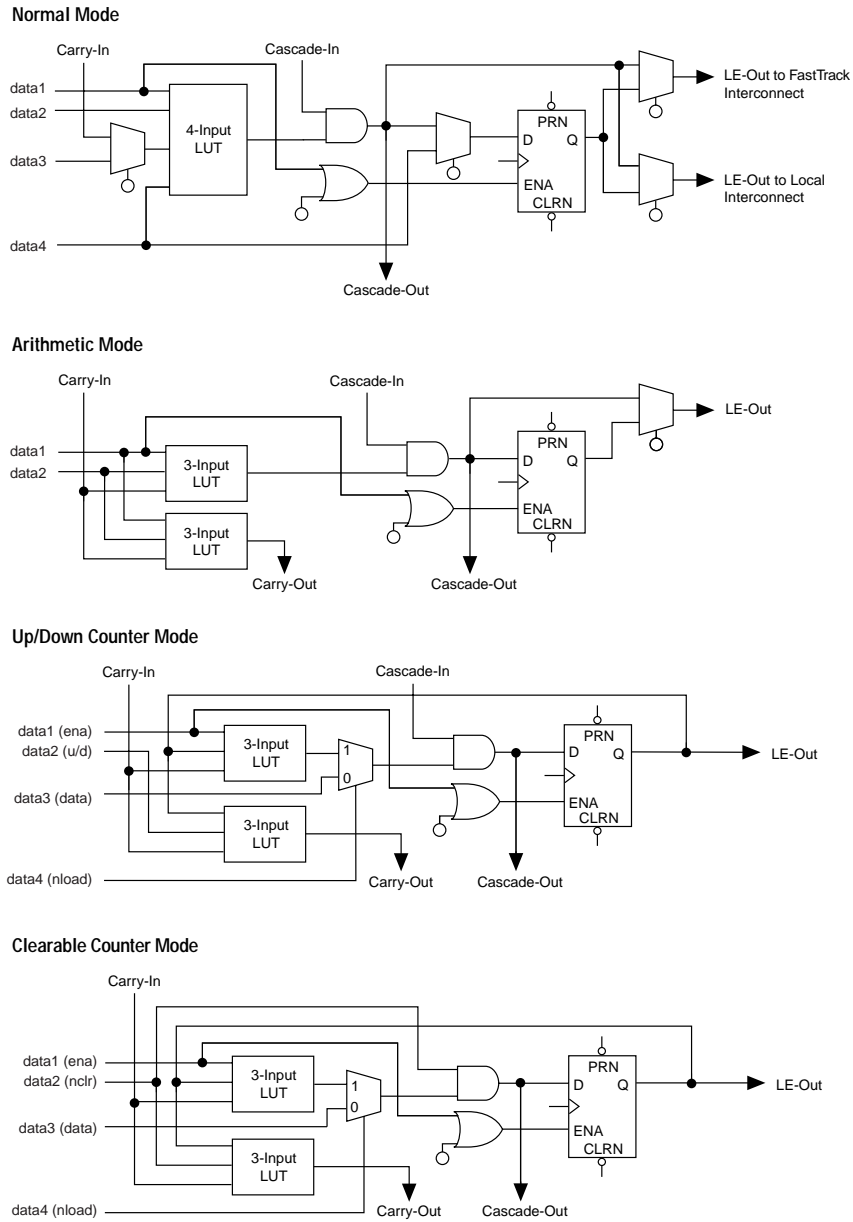 Normal Mode
Carry-In
Cascade-In
data1
data2
data3
data4
4-Input
LUT
PRN
D
Q
ENA
CLRN
LE-Out to FastTrack
Interconnect
LE-Out to Local
Interconnect
Cascade-Out
Arithmetic Mode
Carry-In
Cascade-In
data1
data2
3-Input
LUT
3-Input
LUT
PRN
D
Q
ENA
CLRN
LE-Out
Carry-Out
Cascade-Out
Up/Down Counter Mode
Carry-In
Cascade-In
data1 (ena)
data2 (u/d)
data3 (data)
data4 (nload)
3-Input
LUT
3-Input
LUT
1
0
PRN
D
Q
ENA
CLRN
LE-Out
Carry-Out
Cascade-Out
Clearable Counter Mode
Carry-In
data1 (ena)
data2 (nclr)
data3 (data)
data4 (nload)
3-Input
LUT
3-Input
LUT
1
0
PRN
D
Q
ENA
CLRN
LE-Out
Carry-Out
Cascade-Out